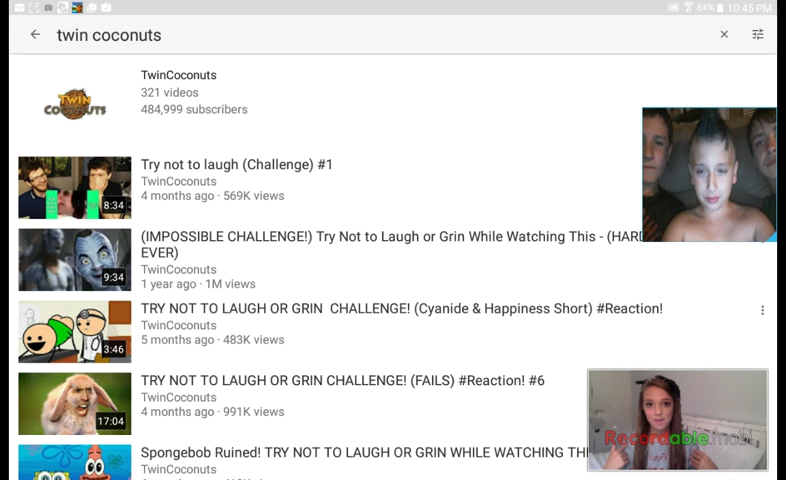 84% 10:45 PM
twin coconuts
TwinCoconuts
321 videos
484,999 subscribers
TWIN
COCONUTS
Try not to laugh (Challenge) #1
TwinCoconuts
4 months ago · 569K views
8:34
(IMPOSSIBLE CHALLENGE!) Try Not to Laugh or Grin While Watching This - (HARD
EVER)
TwinCoconuts
1 year ago · 1M views
9:34
TRY NOT TO LAUGH OR GRIN CHALLENGE! (Cyanide & Happiness Short) #Reaction!
TwinCoconuts
5 months ago · 483K views
3:46
TRY NOT TO LAUGH OR GRIN CHALLENGE! (FAILS) #Reaction! #6
TwinCoconuts
4 months ago · 991K views
17:04
Recordable.mobi
Spongebob Ruined! TRY NOT TO LAUGH OR GRIN WHILE WATCHING THI
TwinCoconuts